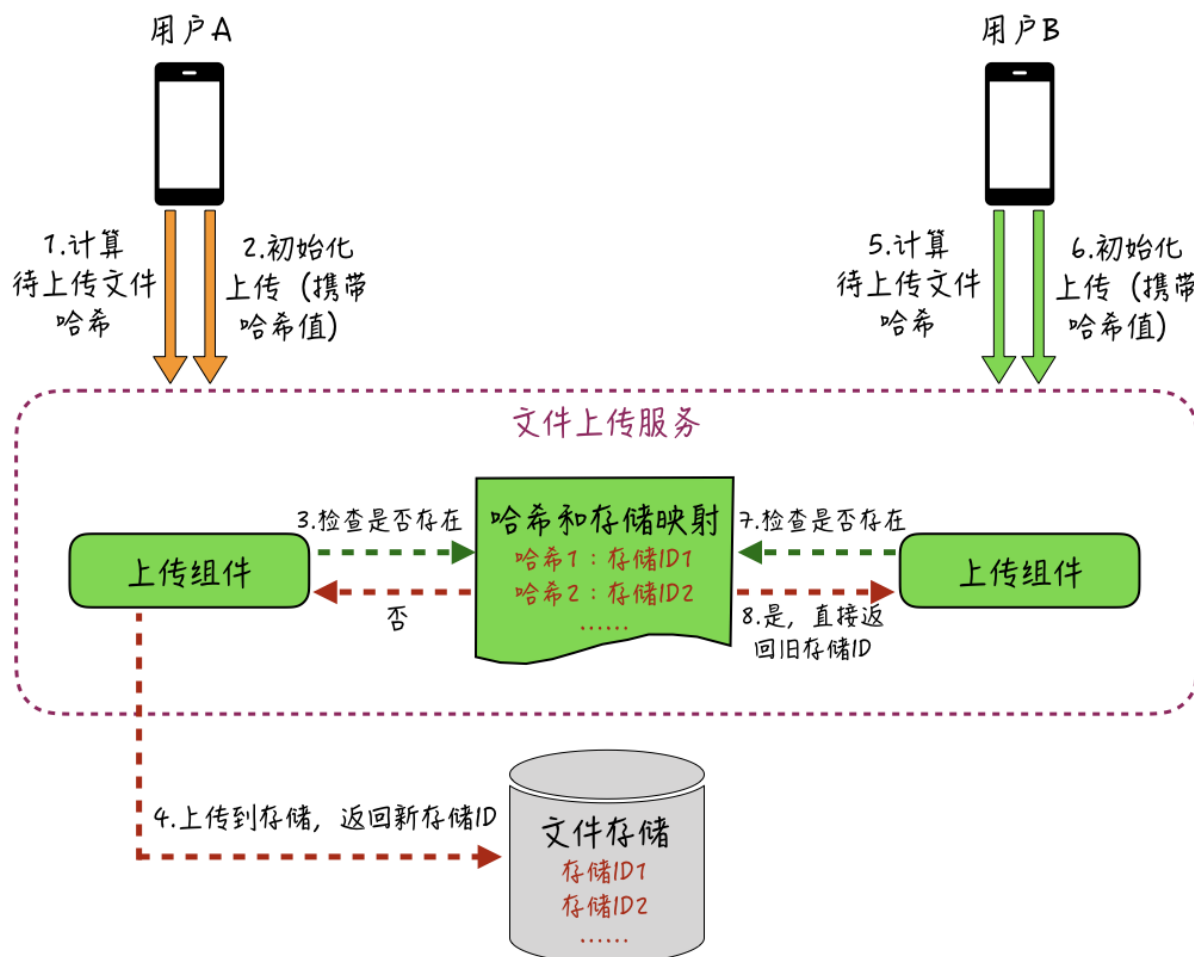 用户A
用户B
1.计算
待上传文件
哈希
2.初始化
上传（携带
哈希值）
5.计算
待上传文件
哈希
6.初始化
上传（携带
哈希值）
文件上传服务
3.检查是否存在
哈希和存储映射
哈希1：存储ID1
哈希2：存储ID2
......
7.检查是否存在
上传组件
上传组件
否
8.是，直接返
回旧存储ID
4.上传到存储，返回新存储ID
文件存储
存储ID1
存储ID2
......